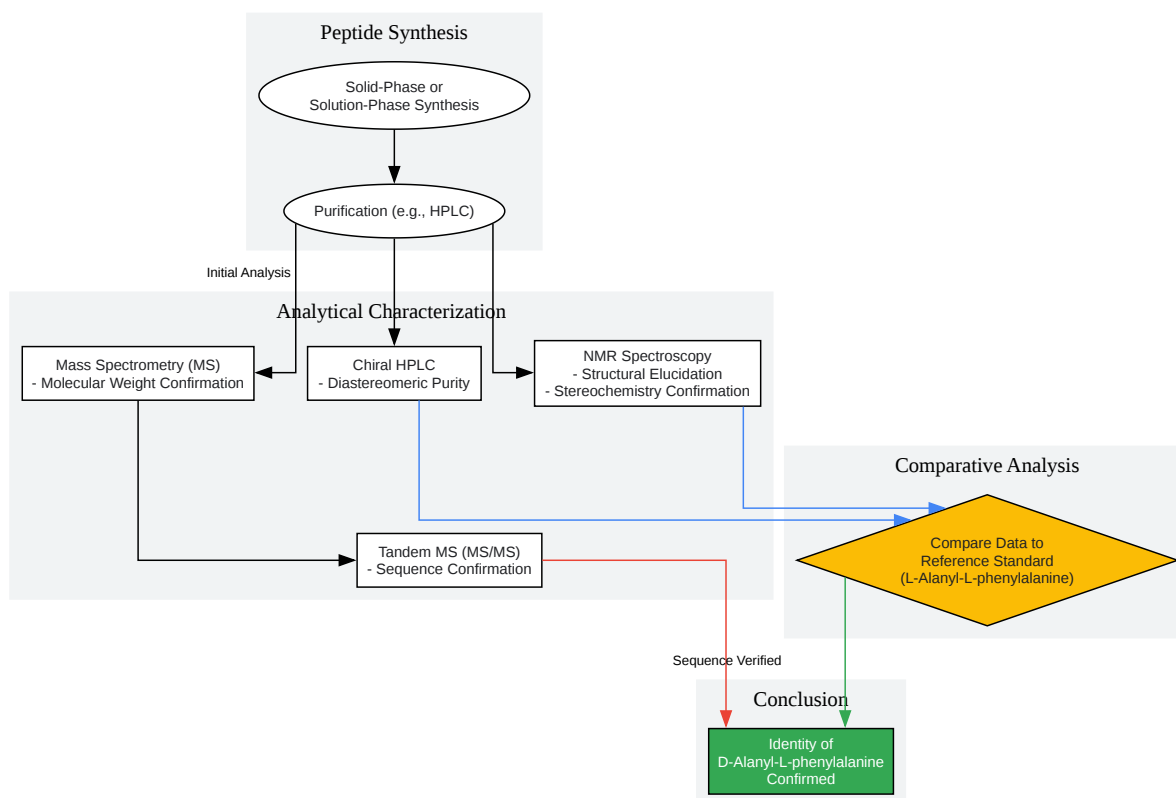 Peptide Synthesis
Solid-Phase or
Solution-Phase Synthesis
Purification (e.g., HPLC)
Initial Analysis
Analytical Characterization
Mass Spectrometry (MS)
- Molecular Weight Confirmation
Chiral HPLC
- Diastereomeric Purity
NMR Spectroscopy
- Structural Elucidation
- Stereochemistry Confirmation
Tandem MS (MS/MS)
- Sequence Confirmation
Comparative Analysis
Compare Data to
Reference Standard
(L-Alanyl-L-phenylalanine)
Sequence Verified
Conclusion
Identity of
D-Alanyl-L-phenylalanine
Confirmed